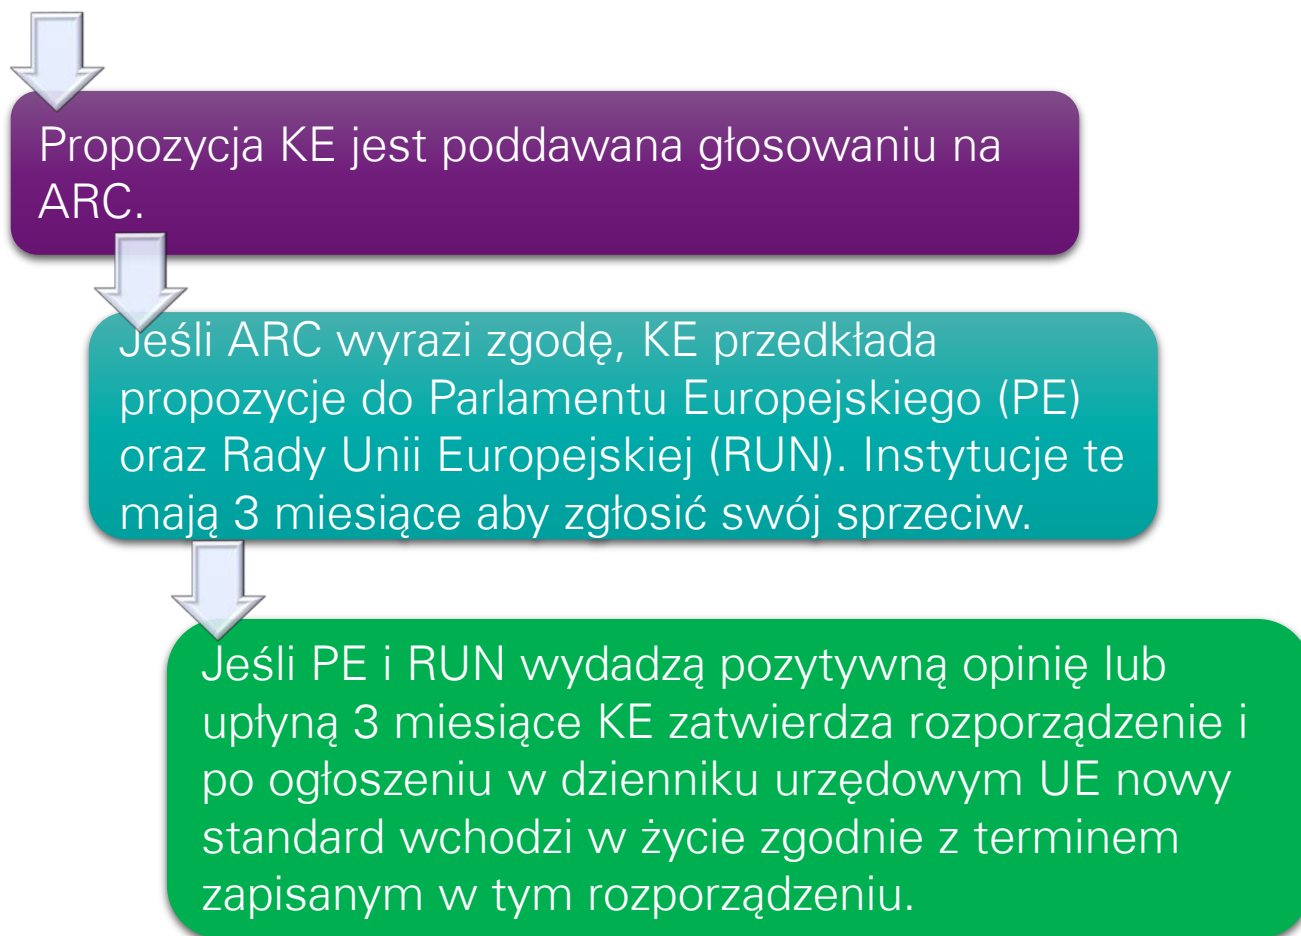 Propozycja KE jest poddawana głosowaniu na
ARC.
Jeśli ARC wyrazi zgodę, KE przedkłada
propozycje do Parlamentu Europejskiego (PE)
oraz Rady Unii Europejskiej (RUN). Instytucje te
mają 3 miesiące aby zgłosić swój sprzeciw.
Jeśli PE i RUN wydadzą pozytywną opinię lub
upłyną 3 miesiące KE zatwierdza rozporządzenie i
po ogłoszeniu w dzienniku urzędowym UE nowy
standard wchodzi w życie zgodnie z terminem
zapisanym w tym rozporządzeniu.